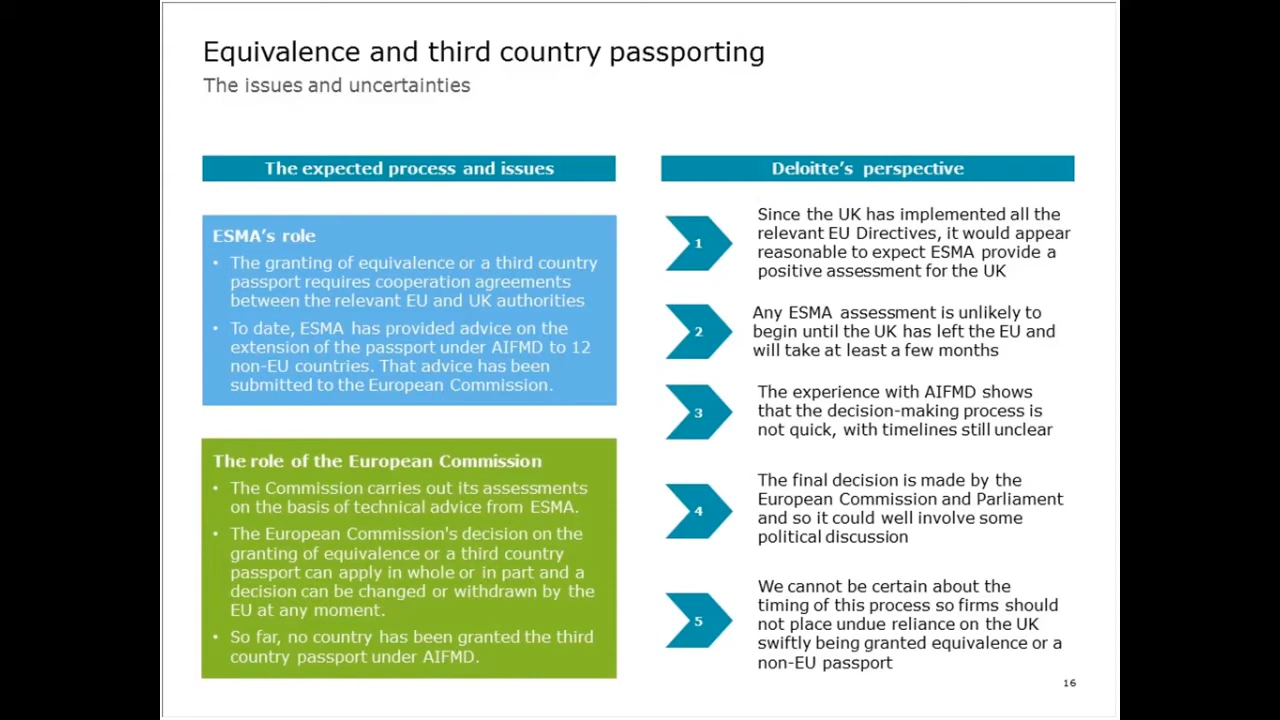 Equivalence and third country passporting
The issues and uncertainties
The expected process and issues
ESMA's role
• The granting of equivalence or a third country
passport requires cooperation agreements
between the relevant EU and UK authorities
• To date, ESMA has provided advice on the
extension of the passport under AIFMD to 12
non-EU countries. That advice has been
submitted to the European Commission.
The role of the European Commission
• The Commission carries out its assessments
on the basis of technical advice from ESMA.
• The European Commission's decision on the
granting of equivalence or a third country
passport can apply in whole or in part and a
decision can be changed or withdrawn by the
EU at any moment.
• So far, no country has been granted the third
country passport under AIFMD.
Deloitte's perspective
1
Since the UK has implemented all the
relevant EU Directives, it would appear
reasonable to expect ESMA provide a
positive assessment for the UK
2
Any ESMA assessment is unlikely to
begin until the UK has left the EU and
will take at least a few months
3
The experience with AIFMD shows
that the decision-making process is
not quick, with timelines still unclear
4
The final decision is made by the
European Commission and Parliament
and so it could well involve some
political discussion
5
We cannot be certain about the
timing of this process so firms should
not place undue reliance on the UK
swiftly being granted equivalence or a
non-EU passport
16